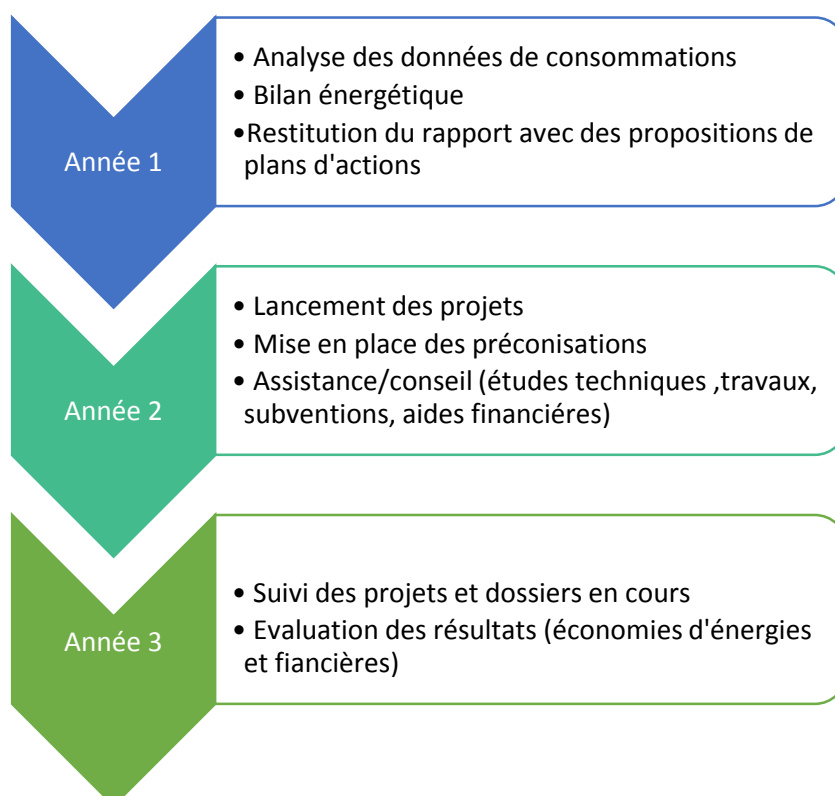 Année 1
• Analyse des données de consommations
• Bilan énergétique
•Restitution du rapport avec des propositions de
plans d'actions
Année 2
• Lancement des projets
• Mise en place des préconisations
• Assistance/conseil (études techniques ,travaux,
subventions, aides financiéres)
Année 3
• Suivi des projets et dossiers en cours
• Evaluation des résultats (économies d'énergies
et fiancières)